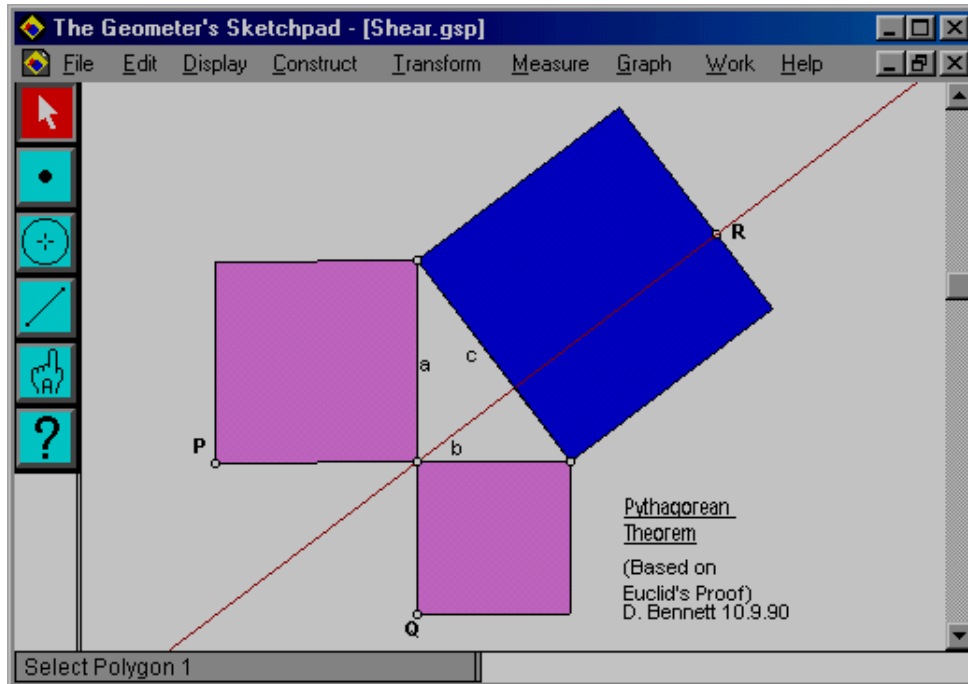 The Geometer's Sketchpad - [Shear.gsp]
File Edit Display Construct Transform Measure Graph Work Help
A
?
R
c
a
P
b
Pythagorean
Theorem
(Based on
Euclid's Proof)
D. Bennett 10.9.90
Q
Select Polygon 1